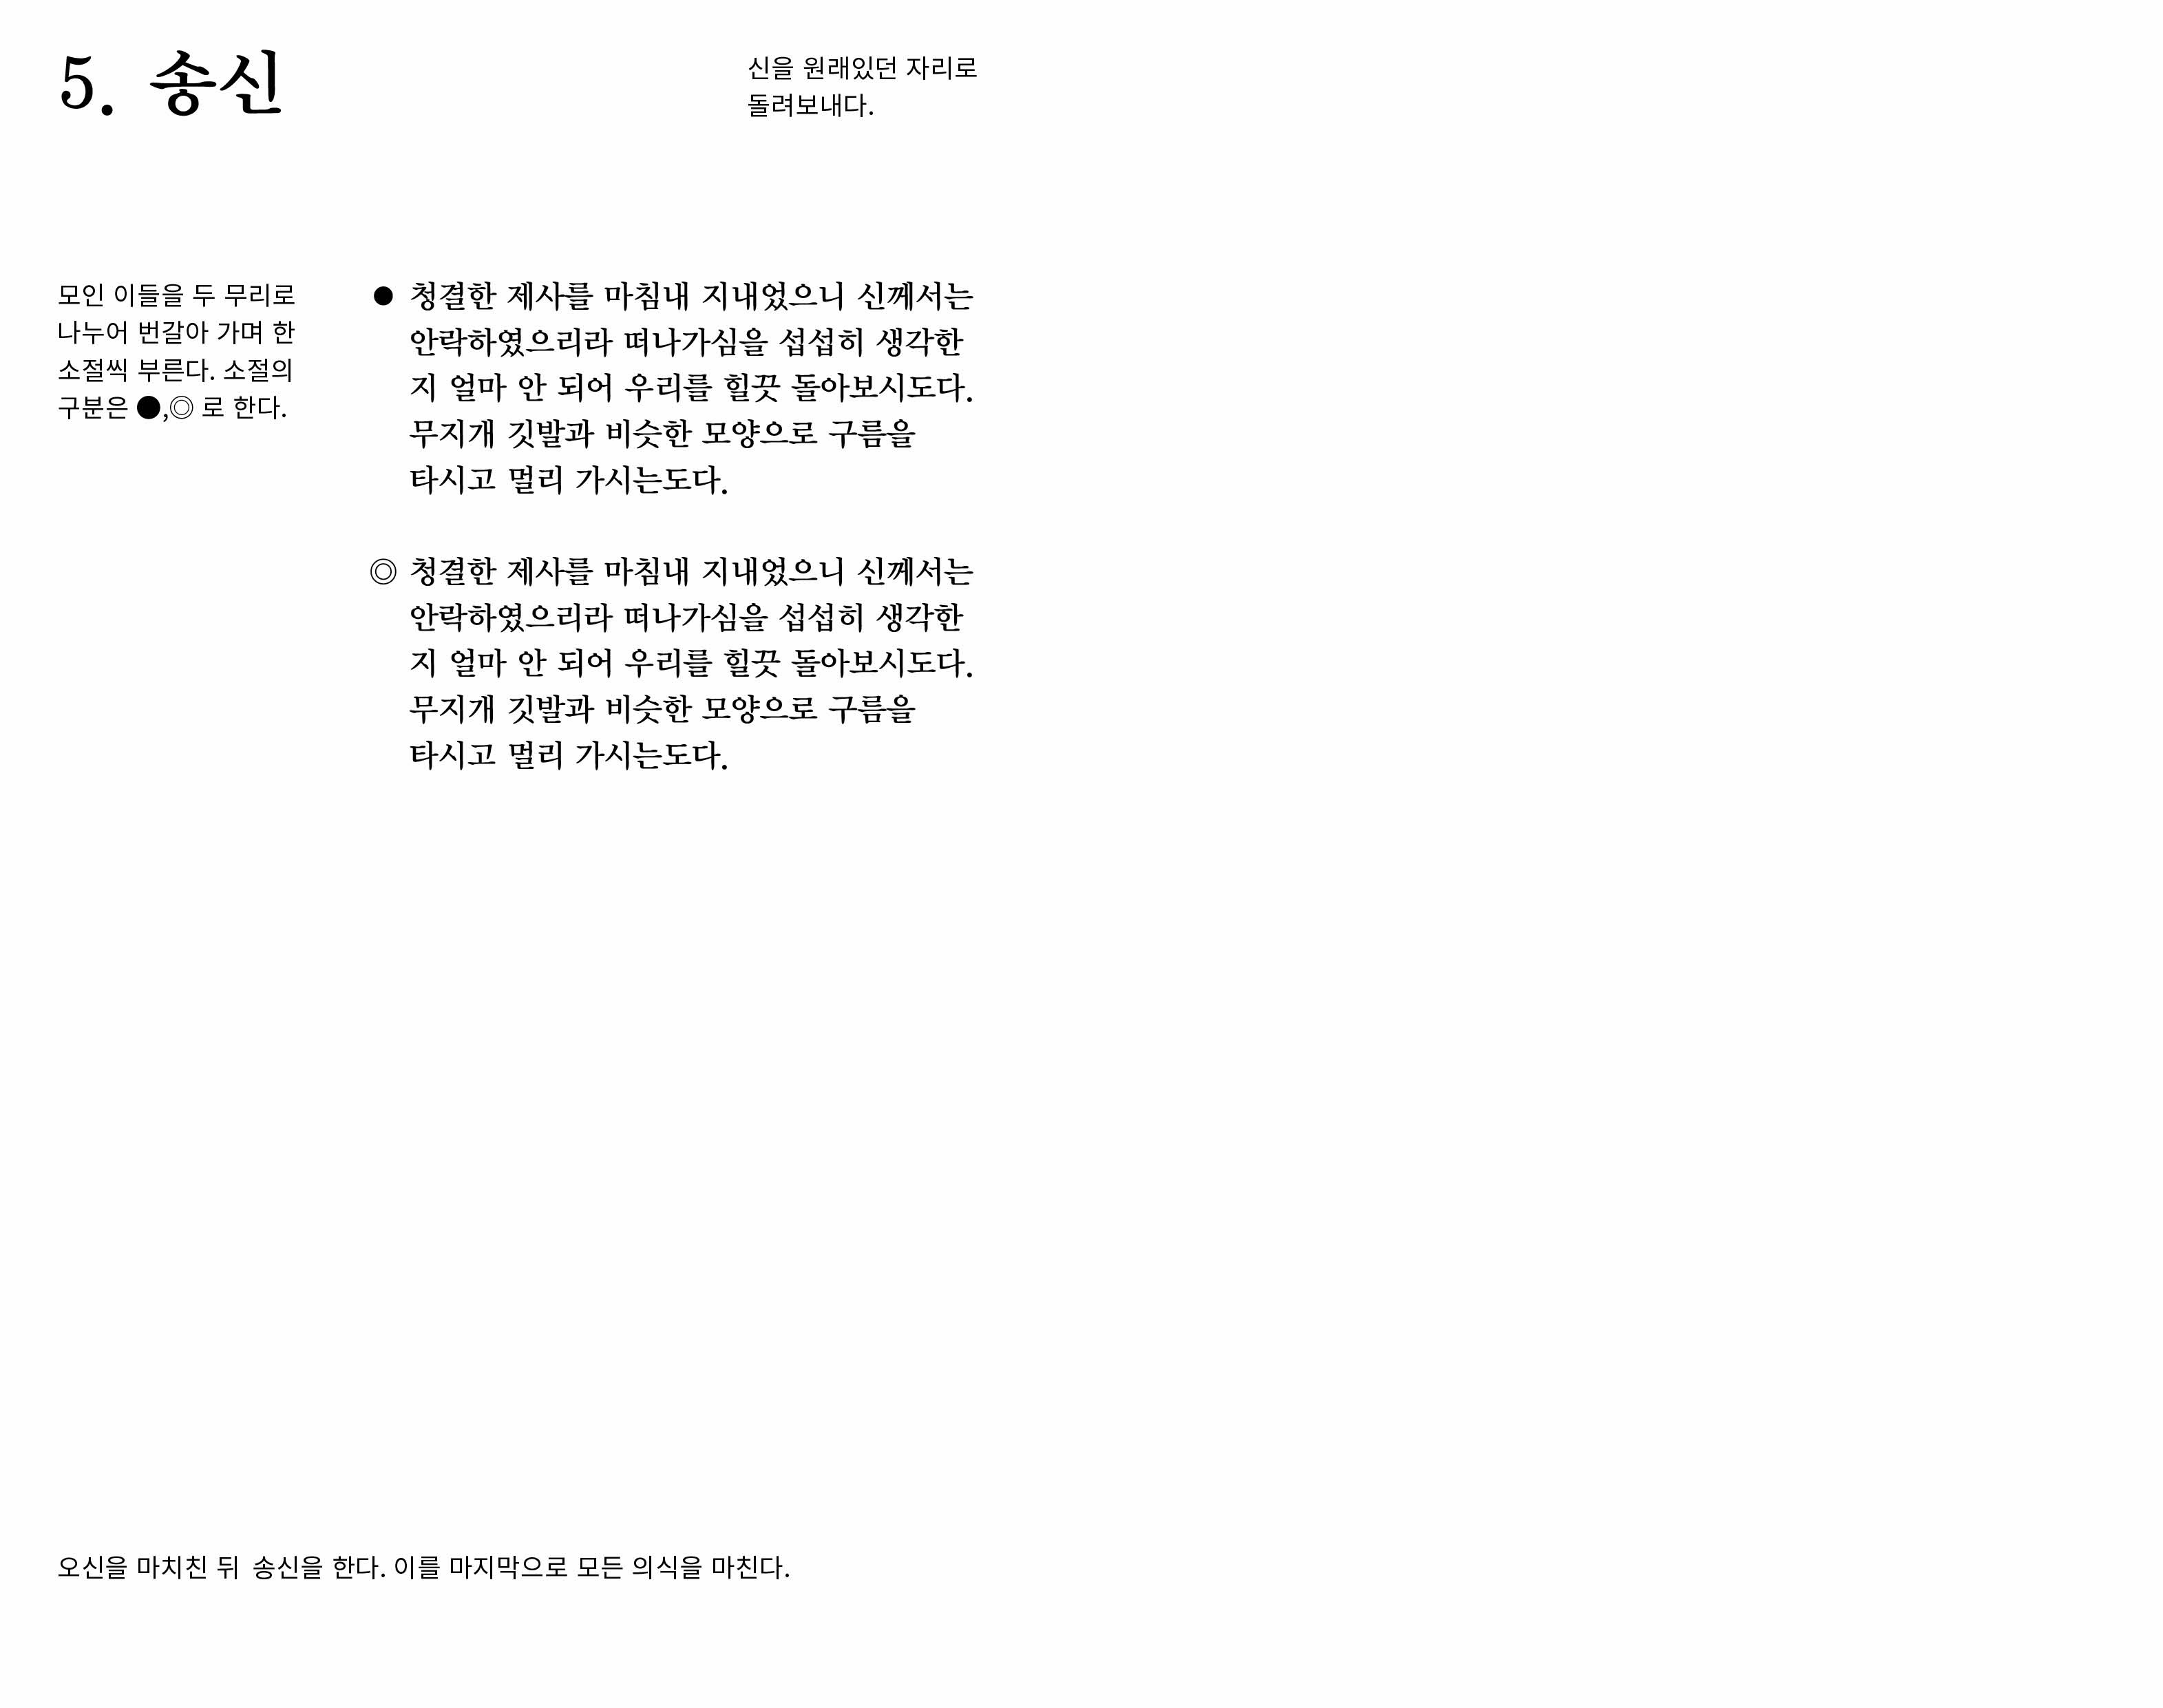 5. 송신
신을 원래있던 자리로
돌려보내다.
모인 이들을 두 무리로
나누어 번갈아 가며 한
소절씩 부른다. 소절의
구분은 ●,◎ 로 한다.
● 청결한 제사를 마침내 지내었으니 신께서는
안락하였으리라 떠나가심을 섭섭히 생각한
지 얼마 안 되어 우리를 힐끗 돌아보시도다.
무지개 깃발과 비슷한 모양으로 구름을
타시고 멀리 가시는도다.
◎ 청결한 제사를 마침내 지내었으니 신께서는
안락하였으리라 떠나가심을 섭섭히 생각한
지 얼마 안 되어 우리를 힐끗 돌아보시도다.
무지개 깃발과 비슷한 모양으로 구름을
타시고 멀리 가시는도다.
오신을 마치친 뒤 송신을 한다. 이를 마지막으로 모든 의식을 마친다.